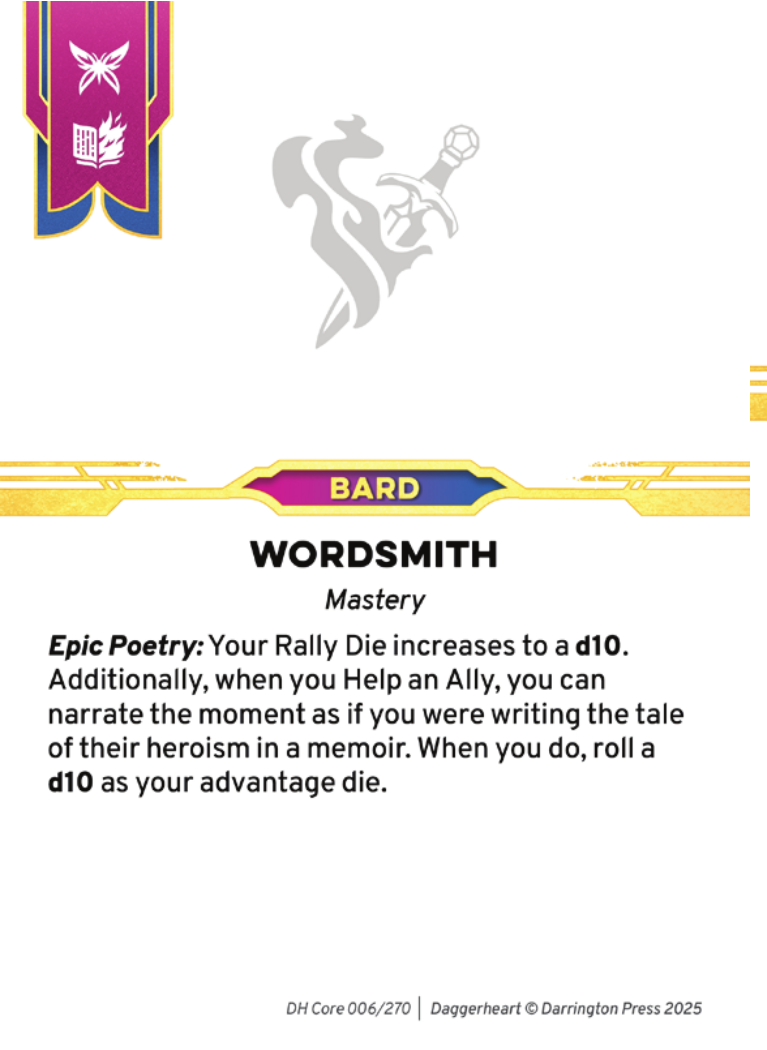 BARD
WORDSMITH
Mastery
Epic Poetry: Your Rally Die increases to a d10.
Additionally, when you Help an Ally, you can
narrate the moment as if you were writing the tale
of their heroism in a memoir. When you do, roll a
d10 as your advantage die.
DH Core 006/270 | Daggerheart © Darrington Press 2025